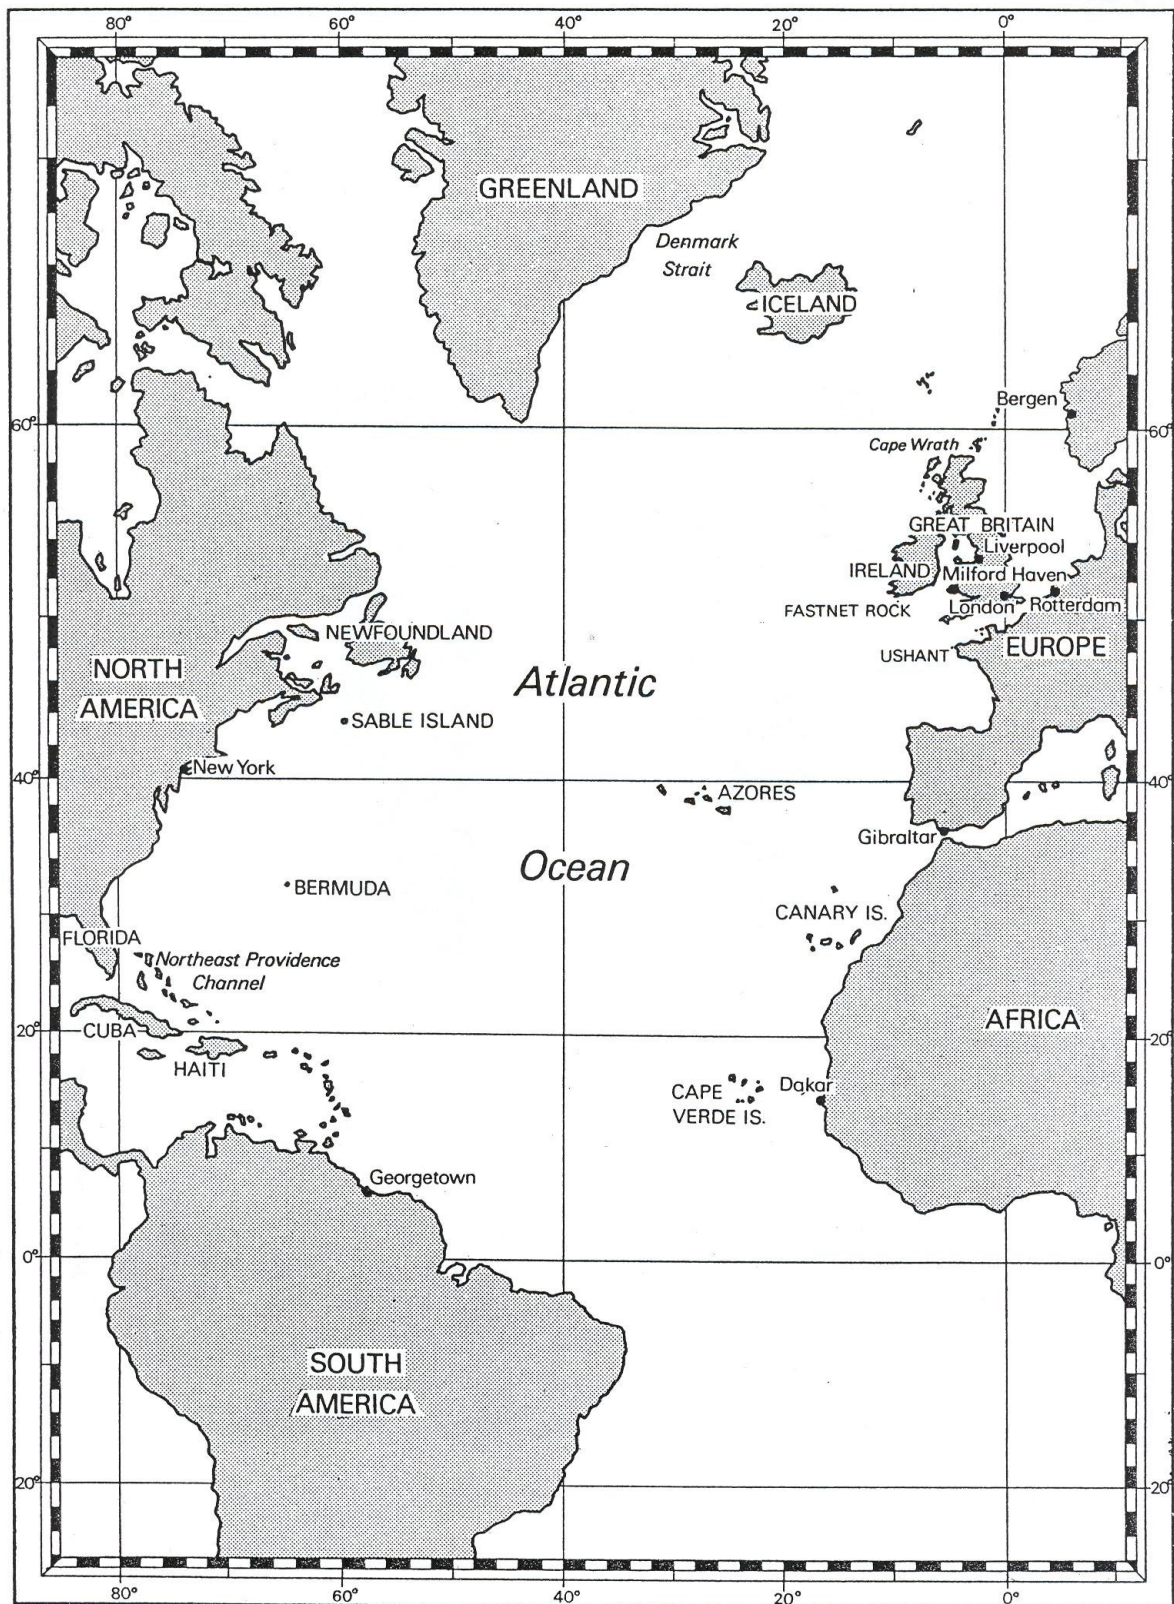 80° 60° 40° 20° 0°
GREENLAND
Denmark
Strait
ICELAND
Bergen
60° 60°
Cape Wrath
GREAT BRITAIN
Liverpool
IRELAND Milford Haven
FASTNET ROCK London Rotterdam
NEWFOUNDLAND
USHANT EUROPE
NORTH
AMERICA
Atlantic
SABLE ISLAND
New York
40° 40°
AZORES
Gibraltar
Ocean
BERMUDA
CANARY IS.
FLORIDA
Northeast Providence
Channel
AFRICA
20° CUBA 20°
HAITI
CAPE
VERDE IS.
Dakar
Georgetown
0° 0°
SOUTH
AMERICA
20° 20°
80° 60° 40° 20° 0°